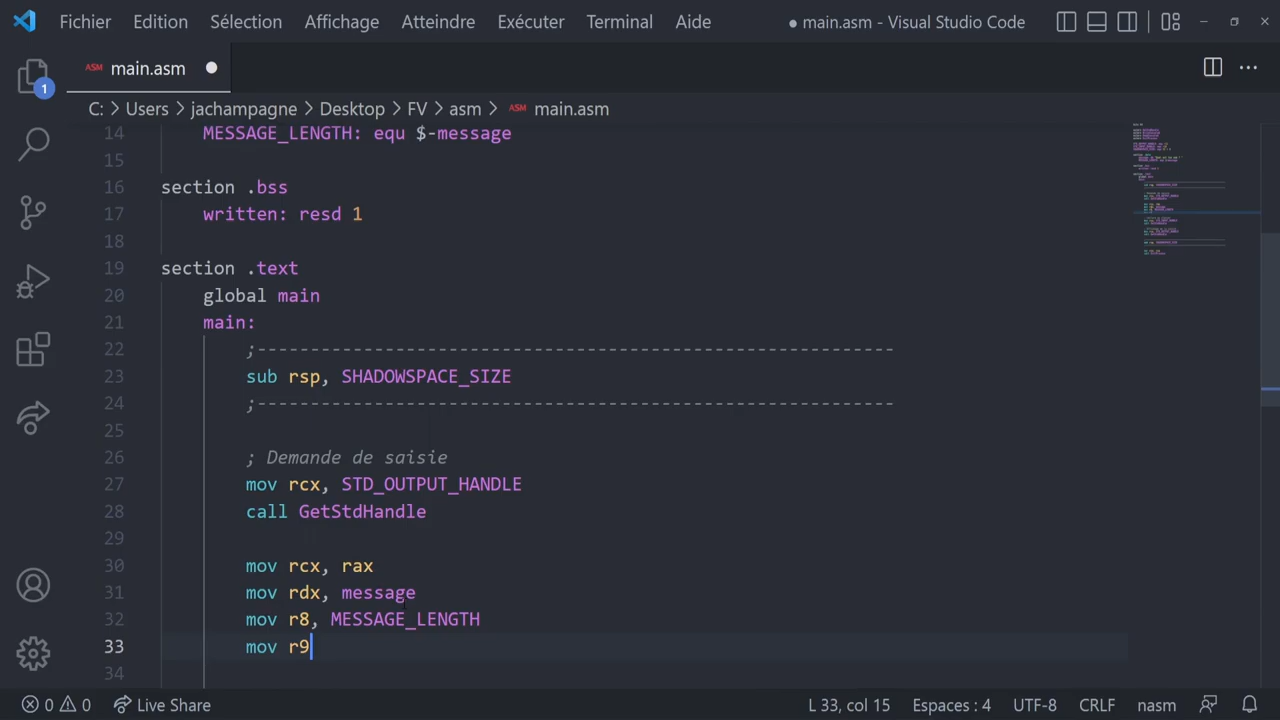 Fichier Edition Sélection Affichage Atteindre Exécuter Terminal Aide ● main.asm - Visual Studio Code
ASM main.asm ●
C: > Users > jachampagne > Desktop > FV > asm > ASM main.asm
1
14 MESSAGE_LENGTH: equ $-message
15
16 section .bss
17 written: resd 1
18
19 section .text
20 global main
21 main:
22 ;------------------------------------------------------------
23 sub rsp, SHADOWSPACE_SIZE
24 ;------------------------------------------------------------
25
26 ; Demande de saisie
27 mov rcx, STD_OUTPUT_HANDLE
28 call GetStdHandle
29
30 mov rcx, rax
31 mov rdx, message
32 mov r8, MESSAGE_LENGTH
33 mov r9
34
0 0 Live Share L 33, col 15 Espaces : 4 UTF-8 CRLF nasm